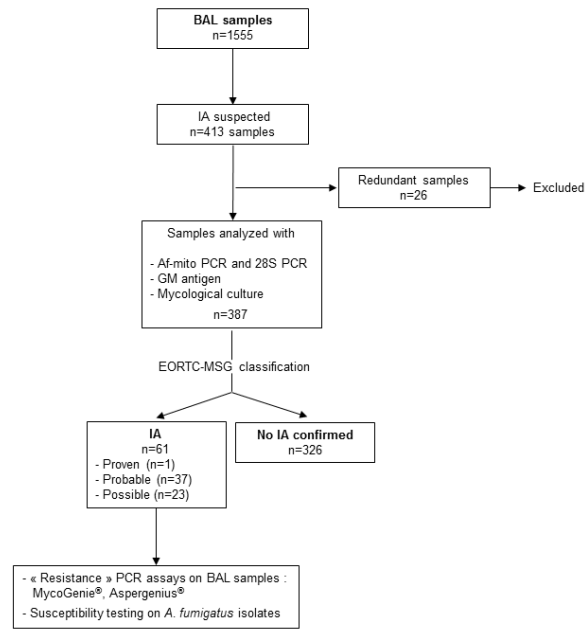 BAL samples
n=1555
IA suspected
n=413 samples
Redundant samples
n=26
Excluded
Samples analyzed with
- Af-mito PCR and 28S PCR
- GM antigen
- Mycological culture
n=387
EORTC-MSG classification
IA
n=61
- Proven (n=1)
- Probable (n=37)
- Possible (n=23)
No IA confirmed
n=326
- « Resistance » PCR assays on BAL samples :
MycoGenie®, Aspergenius®
- Susceptibility testing on A. fumigatus isolates